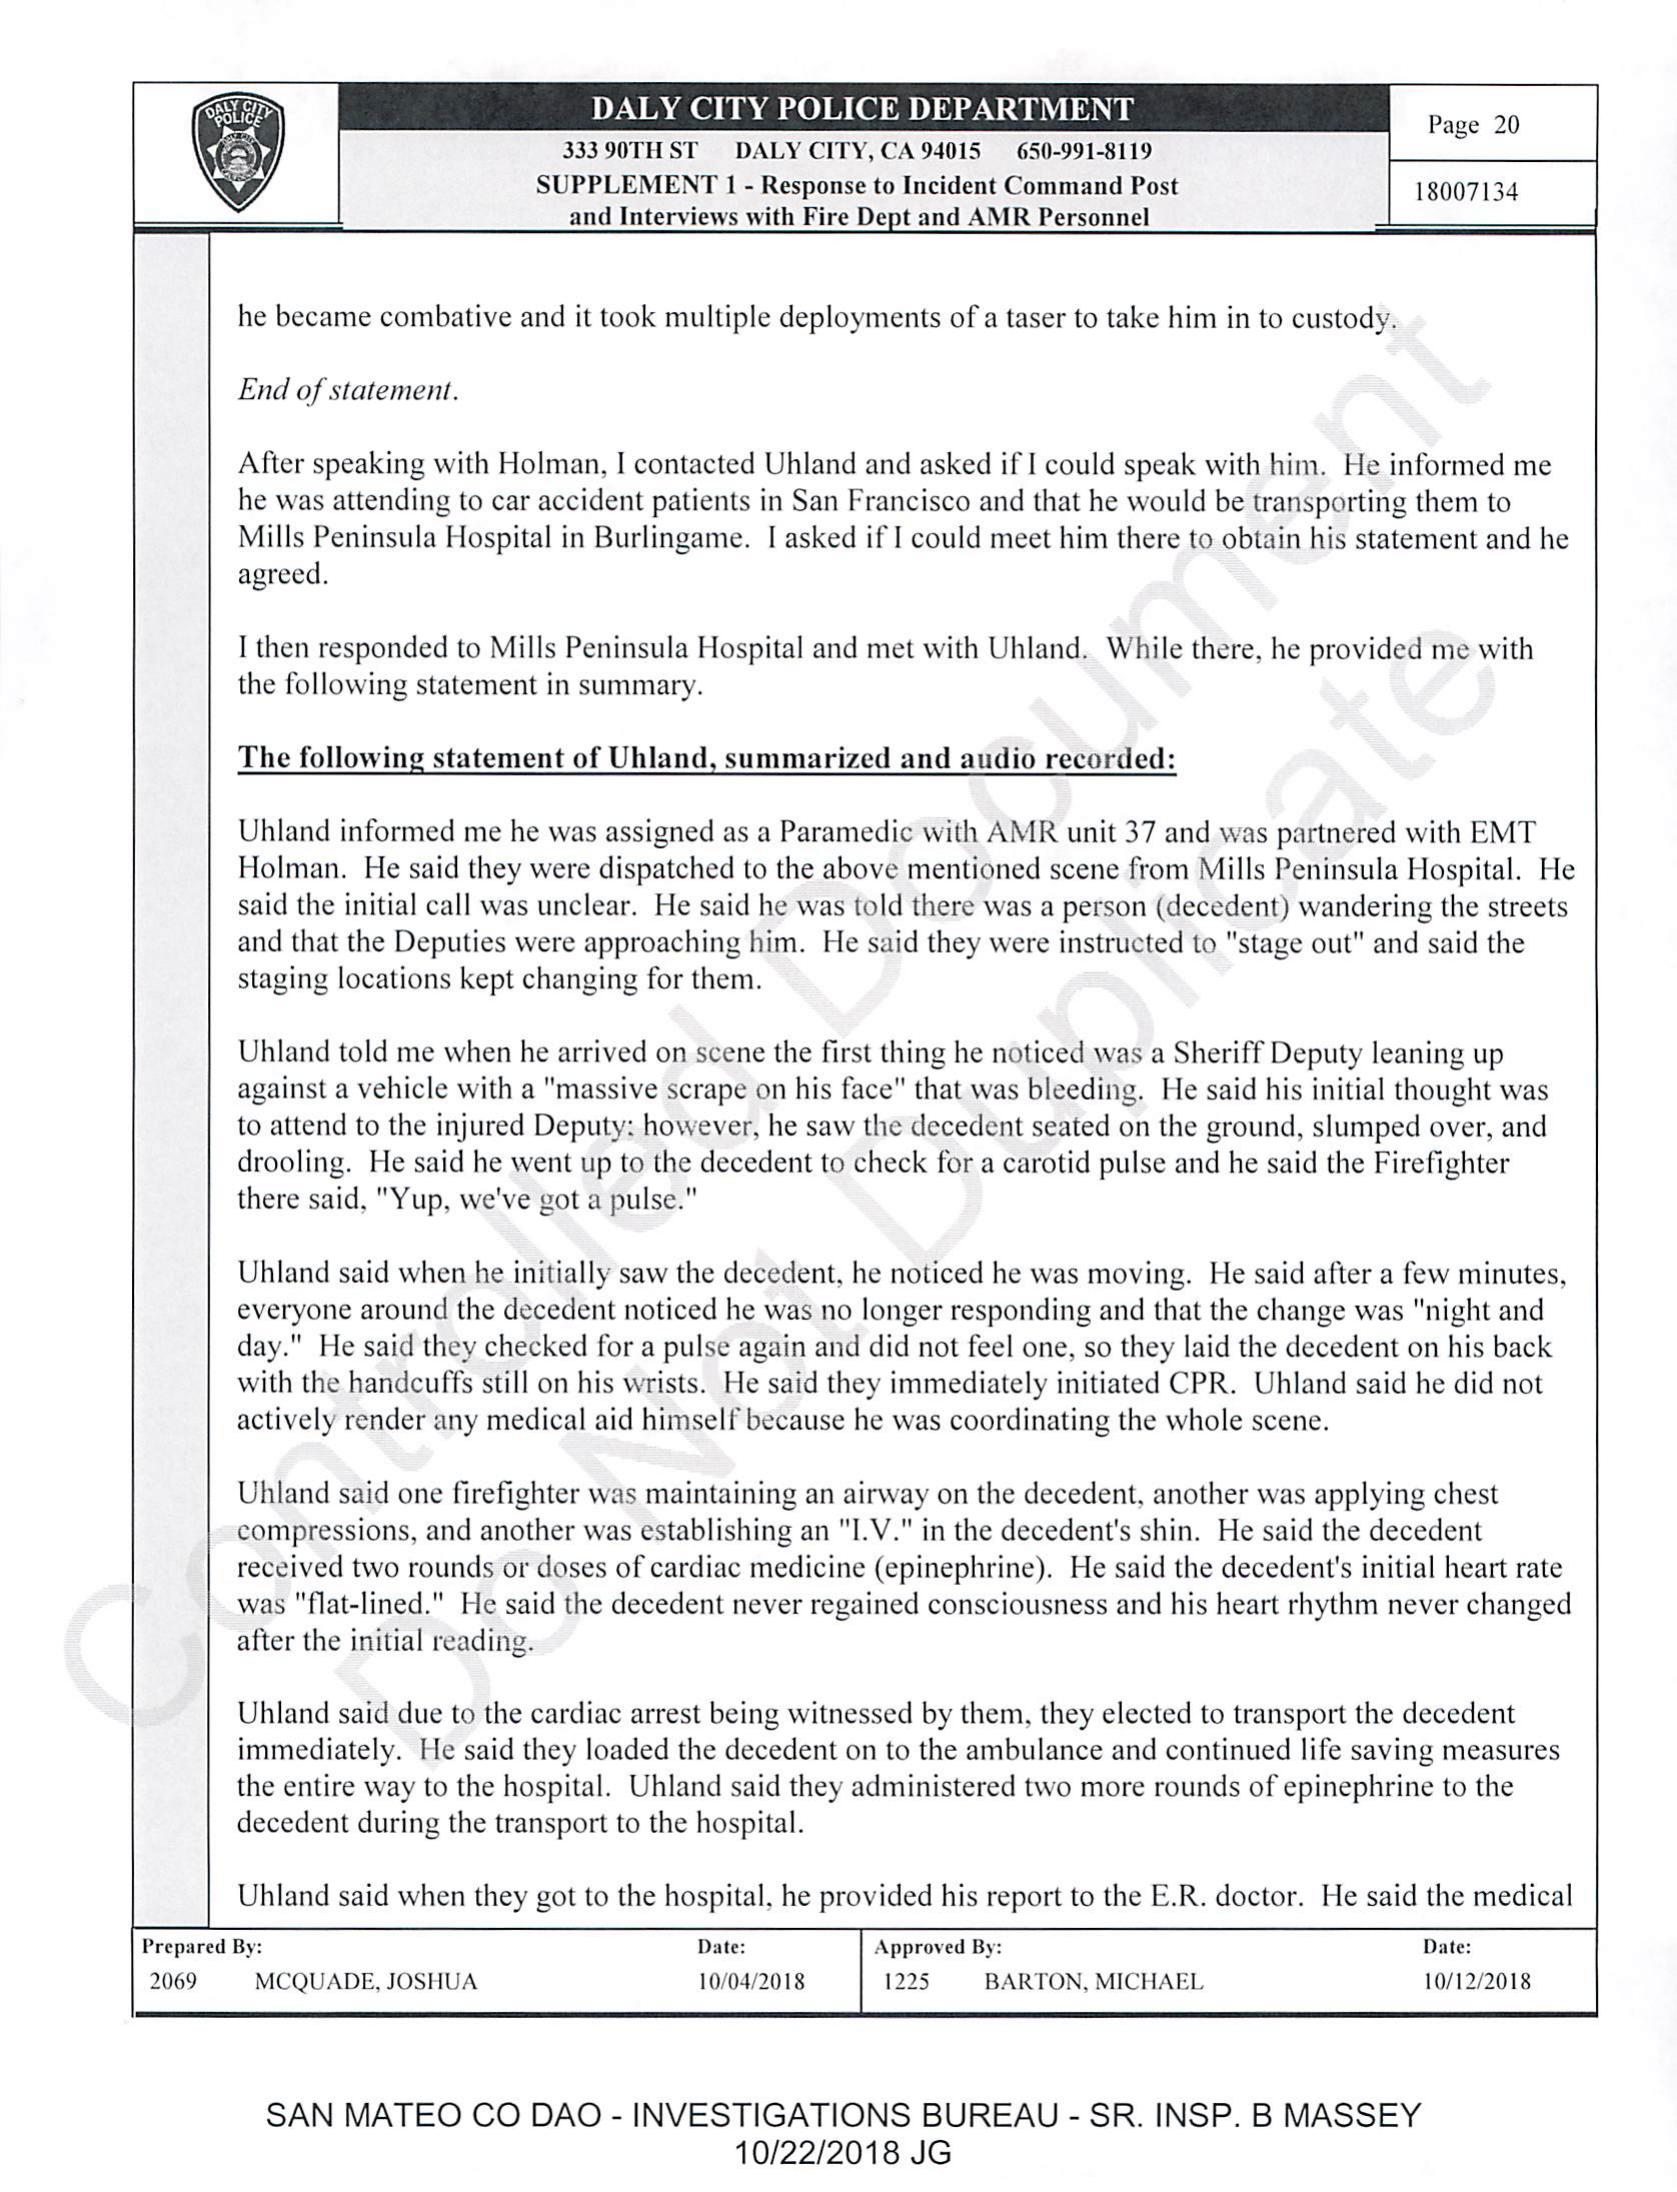 DALY CITY
POLICE
DALY CITY POLICE DEPARTMENT
333 90TH ST DALY CITY, CA 94015 650-991-8119
SUPPLEMENT 1 - Response to Incident Command Post
and Interviews with Fire Dept and AMR Personnel
Page 20
18007134
he became combative and it took multiple deployments of a taser to take him in to custody.
End of statement.
After speaking with Holman, I contacted Uhland and asked if I could speak with him. He informed me
he was attending to car accident patients in San Francisco and that he would be transporting them to
Mills Peninsula Hospital in Burlingame. I asked if I could meet him there to obtain his statement and he
agreed.
I then responded to Mills Peninsula Hospital and met with Uhland. While there, he provided me with
the following statement in summary.
The following statement of Uhland, summarized and audio recorded:
Uhland informed me he was assigned as a Paramedic with AMR unit 37 and was partnered with EMT
Holman. He said they were dispatched to the above mentioned scene from Mills Peninsula Hospital. He
said the initial call was unclear. He said he was told there was a person (decedent) wandering the streets
and that the Deputies were approaching him. He said they were instructed to "stage out" and said the
staging locations kept changing for them.
Uhland told me when he arrived on scene the first thing he noticed was a Sheriff Deputy leaning up
against a vehicle with a "massive scrape on his face" that was bleeding. He said his initial thought was
to attend to the injured Deputy; however, he saw the decedent seated on the ground, slumped over, and
drooling. He said he went up to the decedent to check for a carotid pulse and he said the Firefighter
there said, "Yup, we've got a pulse."
Uhland said when he initially saw the decedent, he noticed he was moving. He said after a few minutes,
everyone around the decedent noticed he was no longer responding and that the change was "night and
day." He said they checked for a pulse again and did not feel one, so they laid the decedent on his back
with the handcuffs still on his wrists. He said they immediately initiated CPR. Uhland said he did not
actively render any medical aid himself because he was coordinating the whole scene.
Uhland said one firefighter was maintaining an airway on the decedent, another was applying chest
compressions, and another was establishing an "I.V." in the decedent's shin. He said the decedent
received two rounds or doses of cardiac medicine (epinephrine). He said the decedent's initial heart rate
was "flat-lined." He said the decedent never regained consciousness and his heart rhythm never changed
after the initial reading.
Uhland said due to the cardiac arrest being witnessed by them, they elected to transport the decedent
immediately. He said they loaded the decedent on to the ambulance and continued life saving measures
the entire way to the hospital. Uhland said they administered two more rounds of epinephrine to the
decedent during the transport to the hospital.
Uhland said when they got to the hospital, he provided his report to the E.R. doctor. He said the medical
Prepared By: Date: Approved By: Date:
2069 MCQUADE, JOSHUA 10/04/2018 1225 BARTON, MICHAEL 10/12/2018
Controlled Document
Do Not Duplicate
SAN MATEO CO DAO - INVESTIGATIONS BUREAU - SR. INSP. B MASSEY
10/22/2018 JG